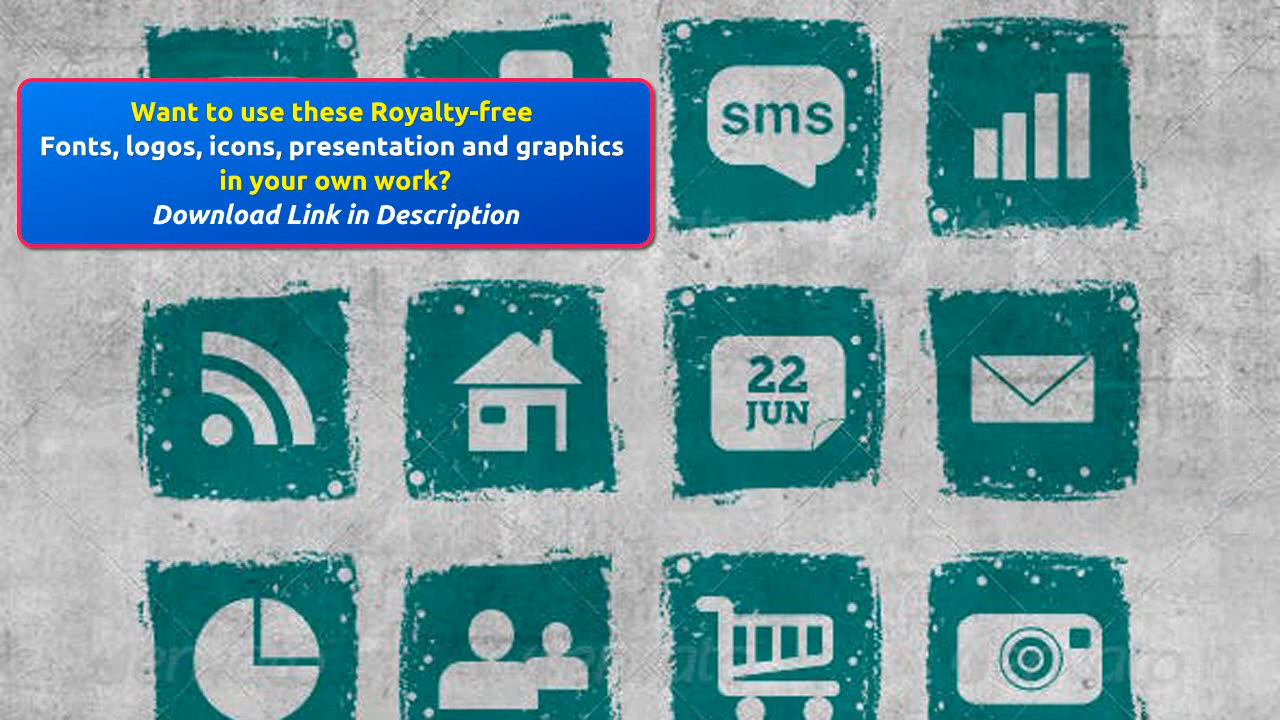 Want to use these Royalty-free
Fonts, logos, icons, presentation and graphics
in your own work?
Download Link in Description
sms
22
JUN